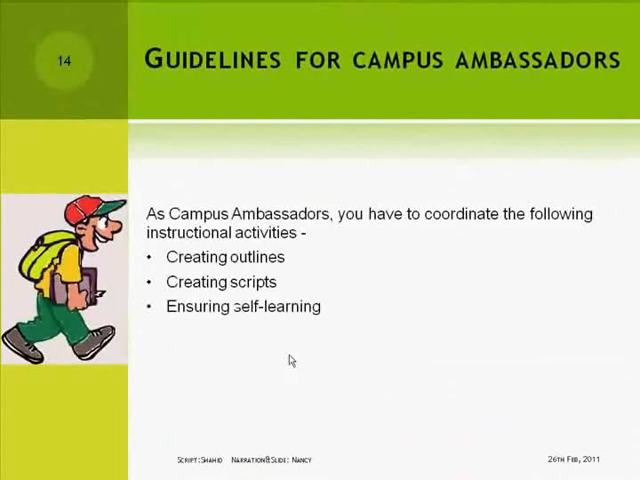 14
GUIDELINES FOR CAMPUS AMBASSADORS
As Campus Ambassadors, you have to coordinate the following
instructional activities -
• Creating outlines
• Creating scripts
• Ensuring self-learning
SCRIPT:SHAHID NARRATION&SLIDE: NANCY
26TH FEB, 2011